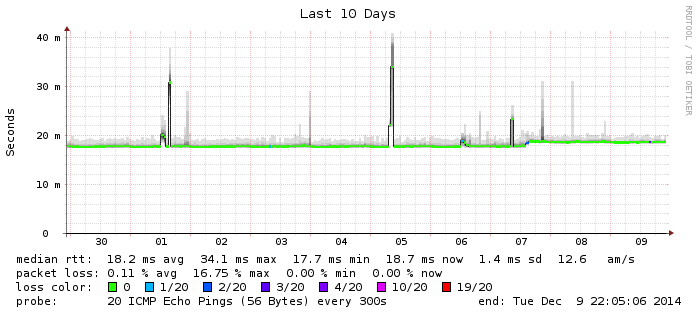 Last 10 Days
RRDTOOL / TOBI OETIKER
Seconds
40 m
30 m
20 m
10 m
0
30 01 02 03 04 05 06 07 08 09
median rtt: 18.2 ms avg 34.1 ms max 17.7 ms min 18.7 ms now 1.4 ms sd 12.6 am/s
packet loss: 0.11 % avg 16.75 % max 0.00 % min 0.00 % now
loss color: 0 1/20 2/20 3/20 4/20 10/20 19/20
probe: 20 ICMP Echo Pings (56 Bytes) every 300s end: Tue Dec 9 22:05:06 2014